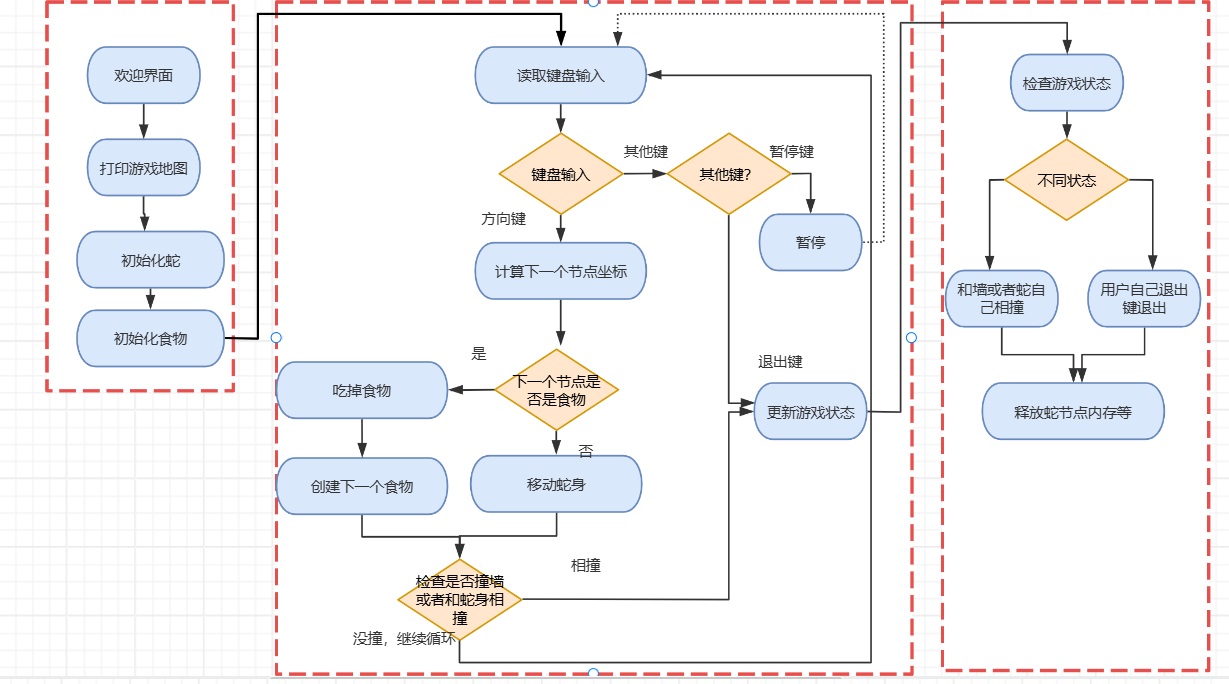 欢迎界面
打印游戏地图
初始化蛇
初始化食物
读取键盘输入
键盘输入
其他键
其他键?
暂停键
暂停
方向键
计算下一个节点坐标
下一个节点是
否是食物
是
吃掉食物
创建下一个食物
否
移动蛇身
检查是否撞墙
或者和蛇身相
撞
没撞，继续循环
相撞
退出键
更新游戏状态
检查游戏状态
不同状态
和墙或者蛇自
己相撞
用户自己退出
键退出
释放蛇节点内存等